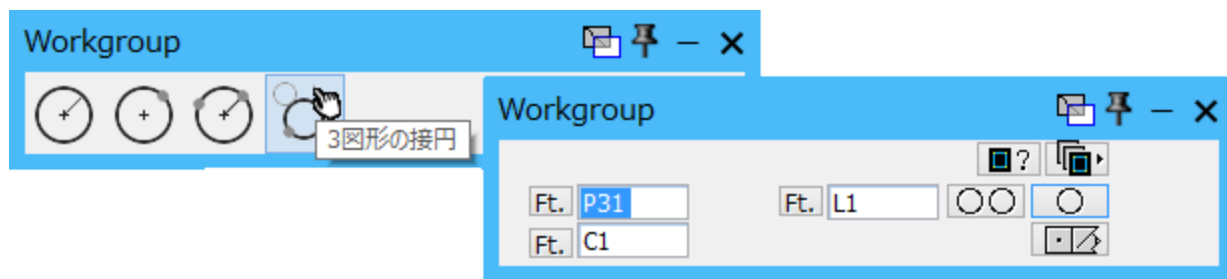 Workgroup
3図形の接円
Workgroup
?
Ft. P31 Ft. L1
Ft. C1